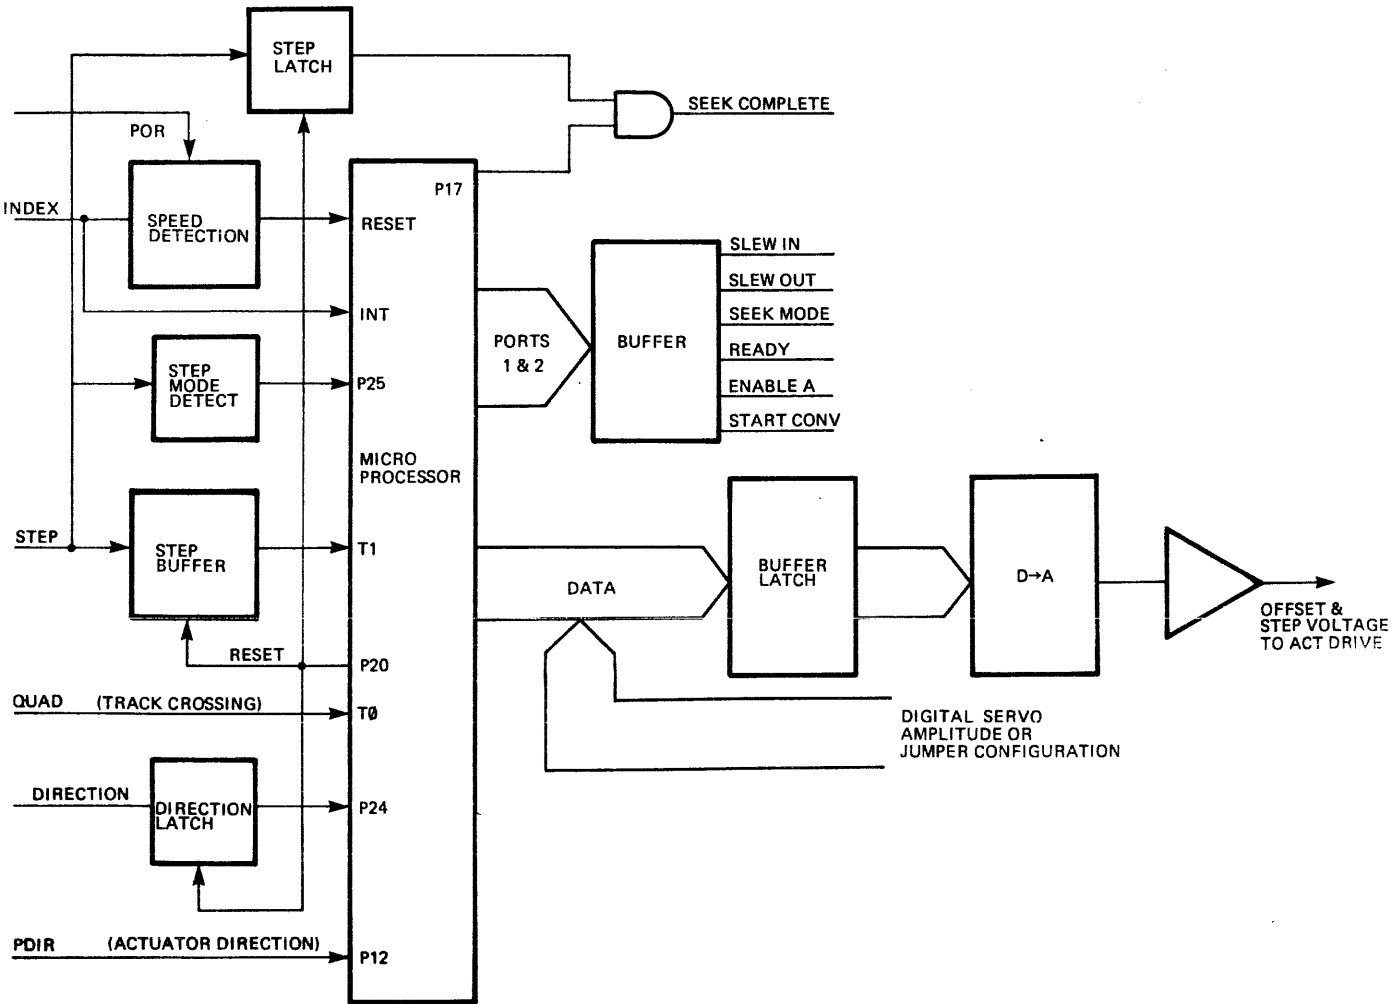 STEP
LATCH
SEEK COMPLETE
POR
P17
INDEX
SPEED
DETECTION
RESET
SLEW IN
SLEW OUT
SEEK MODE
READY
ENABLE A
START CONV
INT
PORTS
1 & 2
BUFFER
STEP
MODE
DETECT
P25
MICRO
PROCESSOR
STEP
STEP
BUFFER
T1
DATA
BUFFER
LATCH
D→A
OFFSET &
STEP VOLTAGE
TO ACT DRIVE
RESET
P20
QUAD (TRACK CROSSING)
TØ
DIGITAL SERVO
AMPLITUDE OR
JUMPER CONFIGURATION
DIRECTION
DIRECTION
LATCH
P24
PDIR (ACTUATOR DIRECTION)
P12